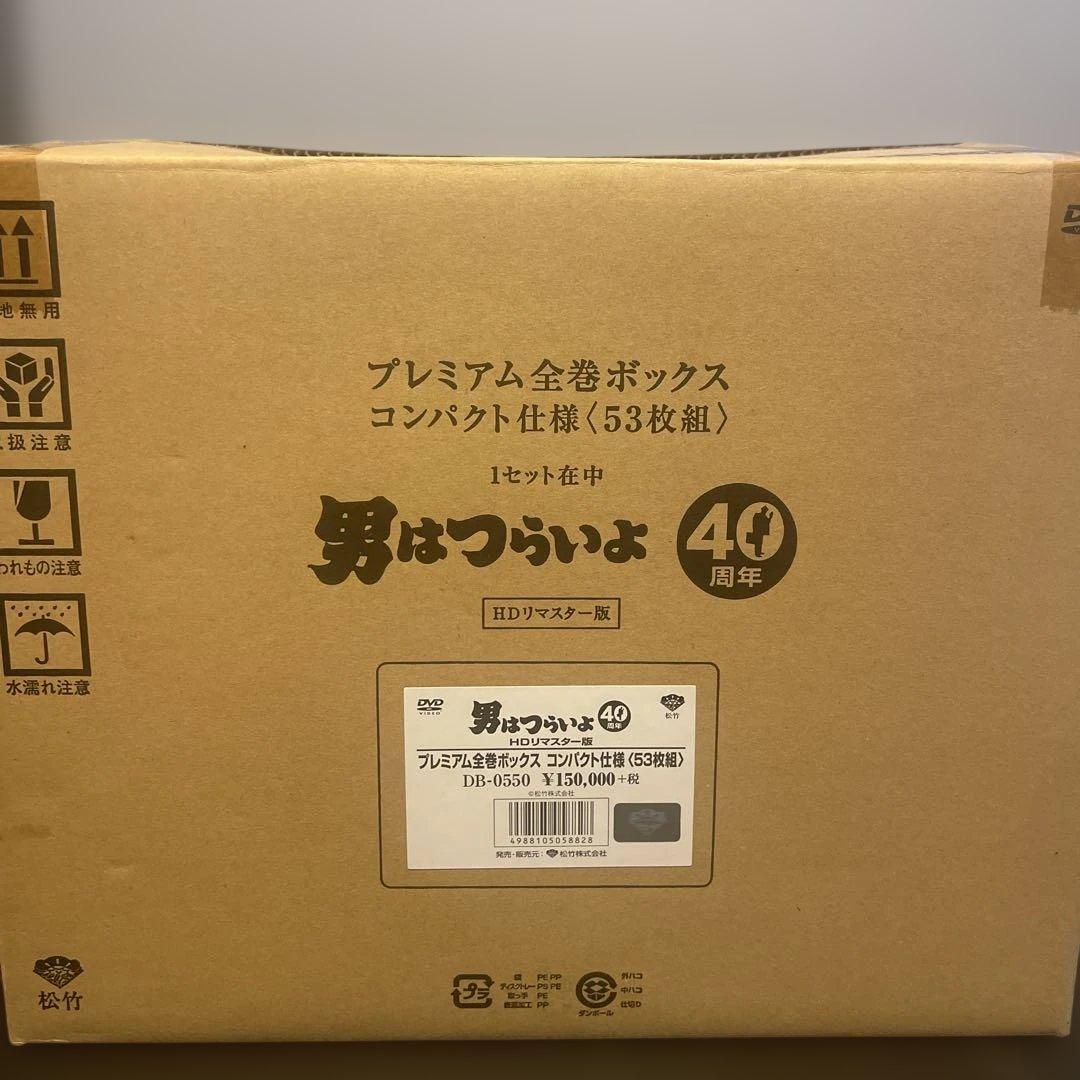 地無用
扱注意
われもの注意
水濡れ注意
プレミアム全巻ボックス
コンパクト仕様〈53枚組〉
1セット在中
男はつらいよ 40周年
HDリマスター版
DVD
VIDEO
男はつらいよ 40周年
HDリマスター版
松竹
プレミアム全巻ボックス コンパクト仕様〈53枚組〉
DB-0550 ¥150,000+税
©松竹株式会社
4988105058828
発売・販売元:松竹株式会社
松竹
プラ
袋 PE PP
ディスクトレー PS PE
取っ手 PE
表面加工 PP
ダンボール
外ハコ
中ハコ
仕切D